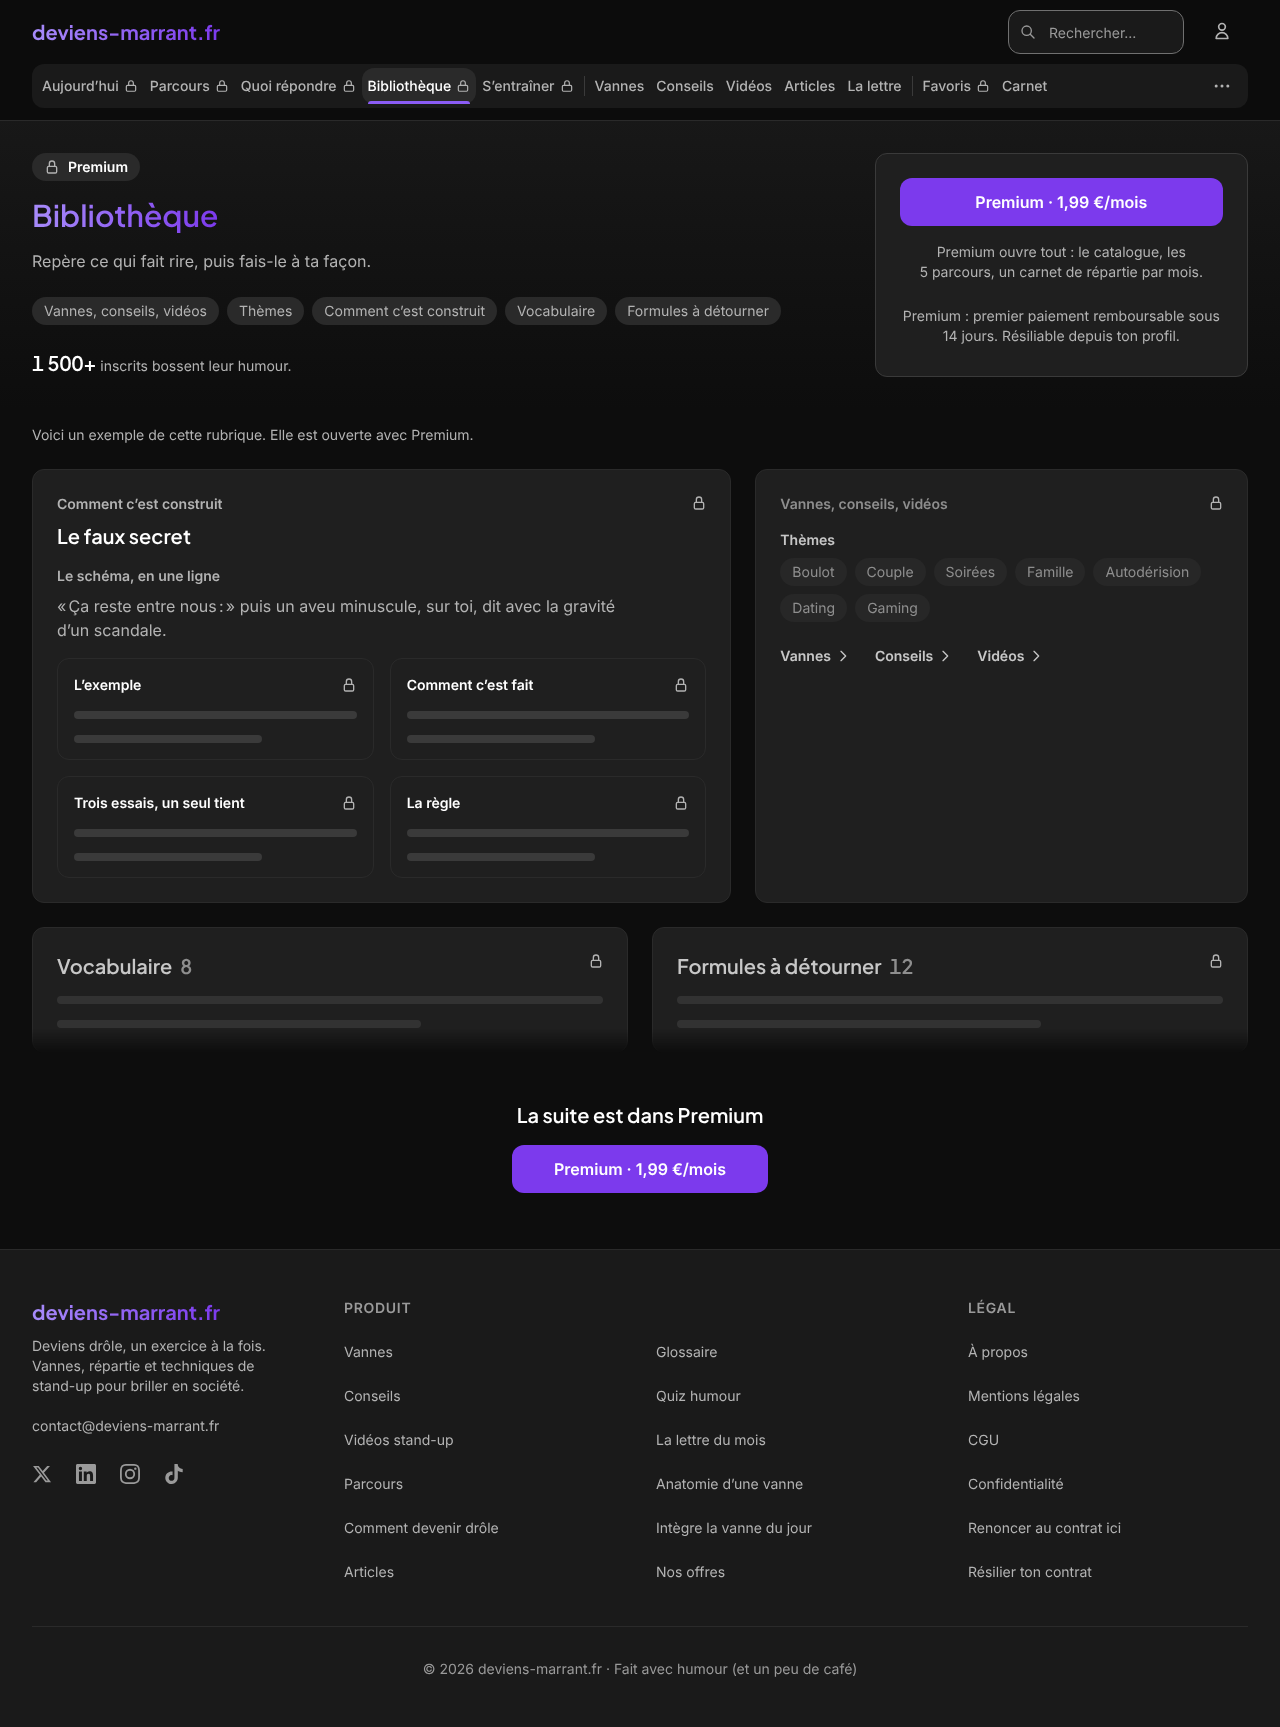 deviens-marrant.fr
Rechercher...
Aujourd’hui Parcours Quoi répondre Bibliothèque S’entraîner Vannes Conseils Vidéos Articles La lettre Favoris Carnet
Premium
Bibliothèque
Repère ce qui fait rire, puis fais-le à ta façon.
Vannes, conseils, vidéos Thèmes Comment c’est construit Vocabulaire Formules à détourner
1 500+ inscrits bossent leur humour.
Premium · 1,99 €/mois
Premium ouvre tout : le catalogue, les
5 parcours, un carnet de répartie par mois.
Premium : premier paiement remboursable sous
14 jours. Résiliable depuis ton profil.
Voici un exemple de cette rubrique. Elle est ouverte avec Premium.
Comment c’est construit
Le faux secret
Le schéma, en une ligne
« Ça reste entre nous : » puis un aveu minuscule, sur toi, dit avec la gravité
d’un scandale.
L’exemple
Comment c’est fait
Trois essais, un seul tient
La règle
Vannes, conseils, vidéos
Thèmes
Boulot Couple Soirées Famille Autodérision
Dating Gaming
Vannes Conseils Vidéos
Vocabulaire 8
Formules à détourner 12
La suite est dans Premium
Premium · 1,99 €/mois
deviens-marrant.fr
Deviens drôle, un exercice à la fois.
Vannes, répartie et techniques de
stand-up pour briller en société.
contact@deviens-marrant.fr
PRODUIT
Vannes
Conseils
Vidéos stand-up
Parcours
Comment devenir drôle
Articles
Glossaire
Quiz humour
La lettre du mois
Anatomie d’une vanne
Intègre la vanne du jour
Nos offres
LÉGAL
À propos
Mentions légales
CGU
Confidentialité
Renoncer au contrat ici
Résilier ton contrat
© 2026 deviens-marrant.fr · Fait avec humour (et un peu de café)